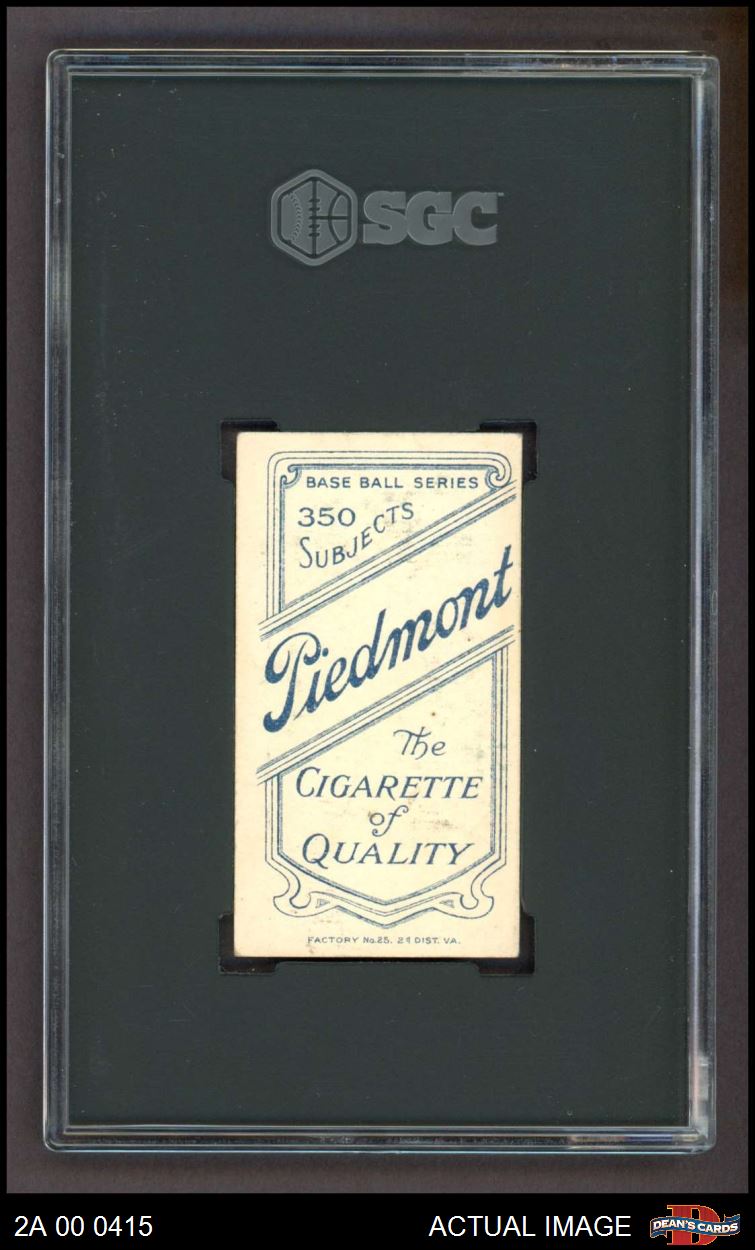 SGC
BASE BALL SERIES
350
SUBJECTS
Piedmont
The
CIGARETTE
of
QUALITY
FACTORY No.25. 2d DIST. VA.
2A 00 0415
ACTUAL IMAGE
DEAN'S CARDS